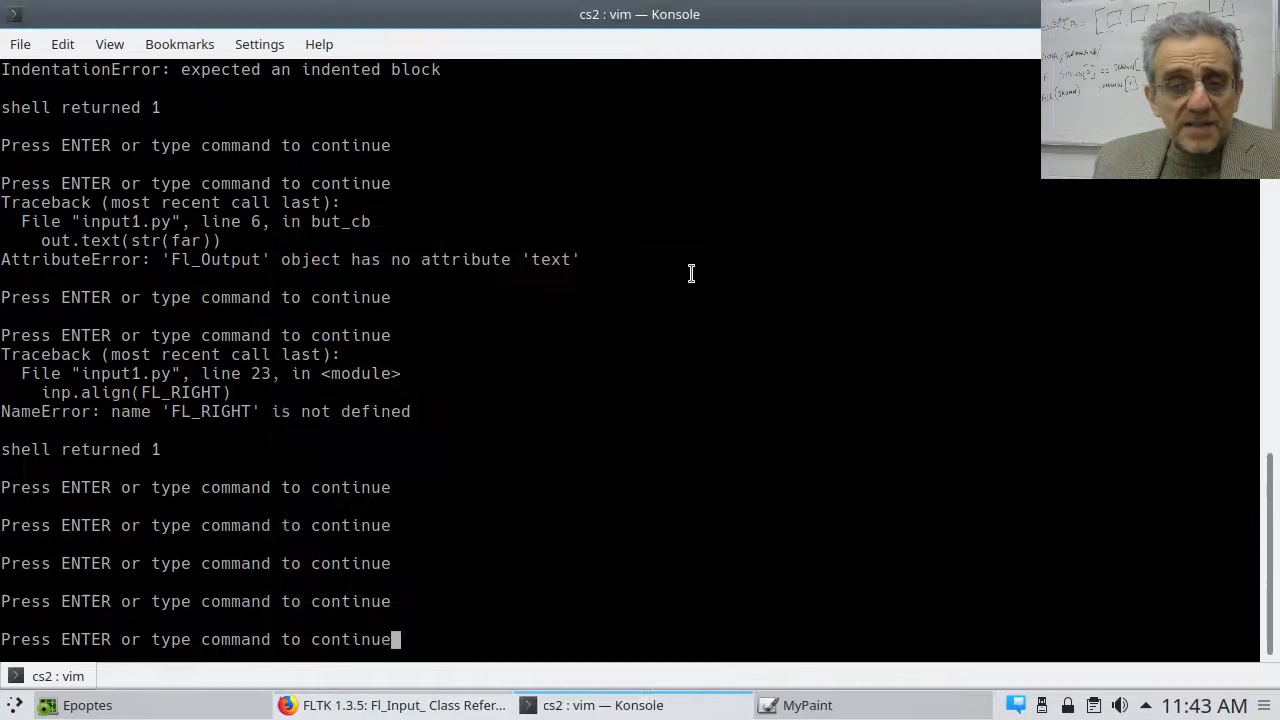 cs2 : vim — Konsole
File Edit View Bookmarks Settings Help
IndentationError: expected an indented block
shell returned 1
Press ENTER or type command to continue
Press ENTER or type command to continue
Traceback (most recent call last):
  File "input1.py", line 6, in but_cb
    out.text(str(far))
AttributeError: 'Fl_Output' object has no attribute 'text'
Press ENTER or type command to continue
Press ENTER or type command to continue
Traceback (most recent call last):
  File "input1.py", line 23, in <module>
    inp.align(FL_RIGHT)
NameError: name 'FL_RIGHT' is not defined
shell returned 1
Press ENTER or type command to continue
Press ENTER or type command to continue
Press ENTER or type command to continue
Press ENTER or type command to continue
Press ENTER or type command to continue
cs2 : vim
Epoptes
FLTK 1.3.5: Fl_Input_ Class Refer...
cs2 : vim — Konsole
MyPaint
11:43 AM